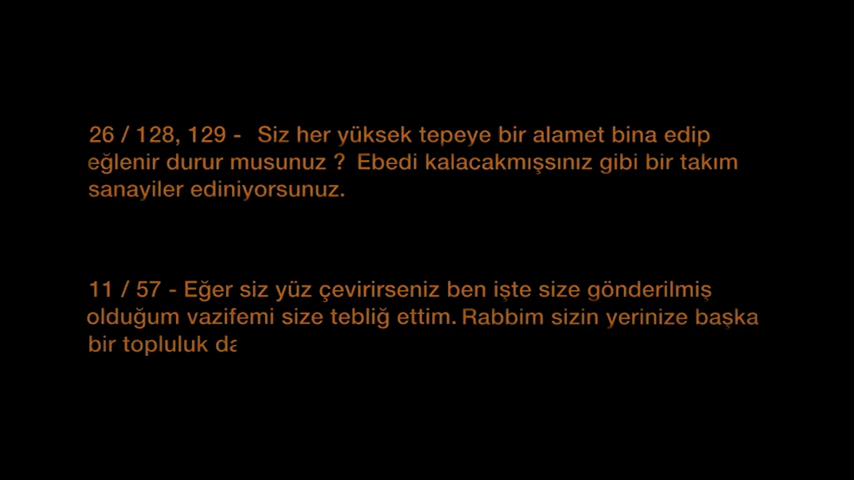 26 / 128, 129 - Siz her yüksek tepeye bir alamet bina edip
eğlenir durur musunuz ? Ebedi kalacakmışsınız gibi bir takım
sanayiler ediniyorsunuz.
11 / 57 - Eğer siz yüz çevirirseniz ben işte size gönderilmiş
olduğum vazifemi size tebliğ ettim. Rabbim sizin yerinize başka
bir topluluk da